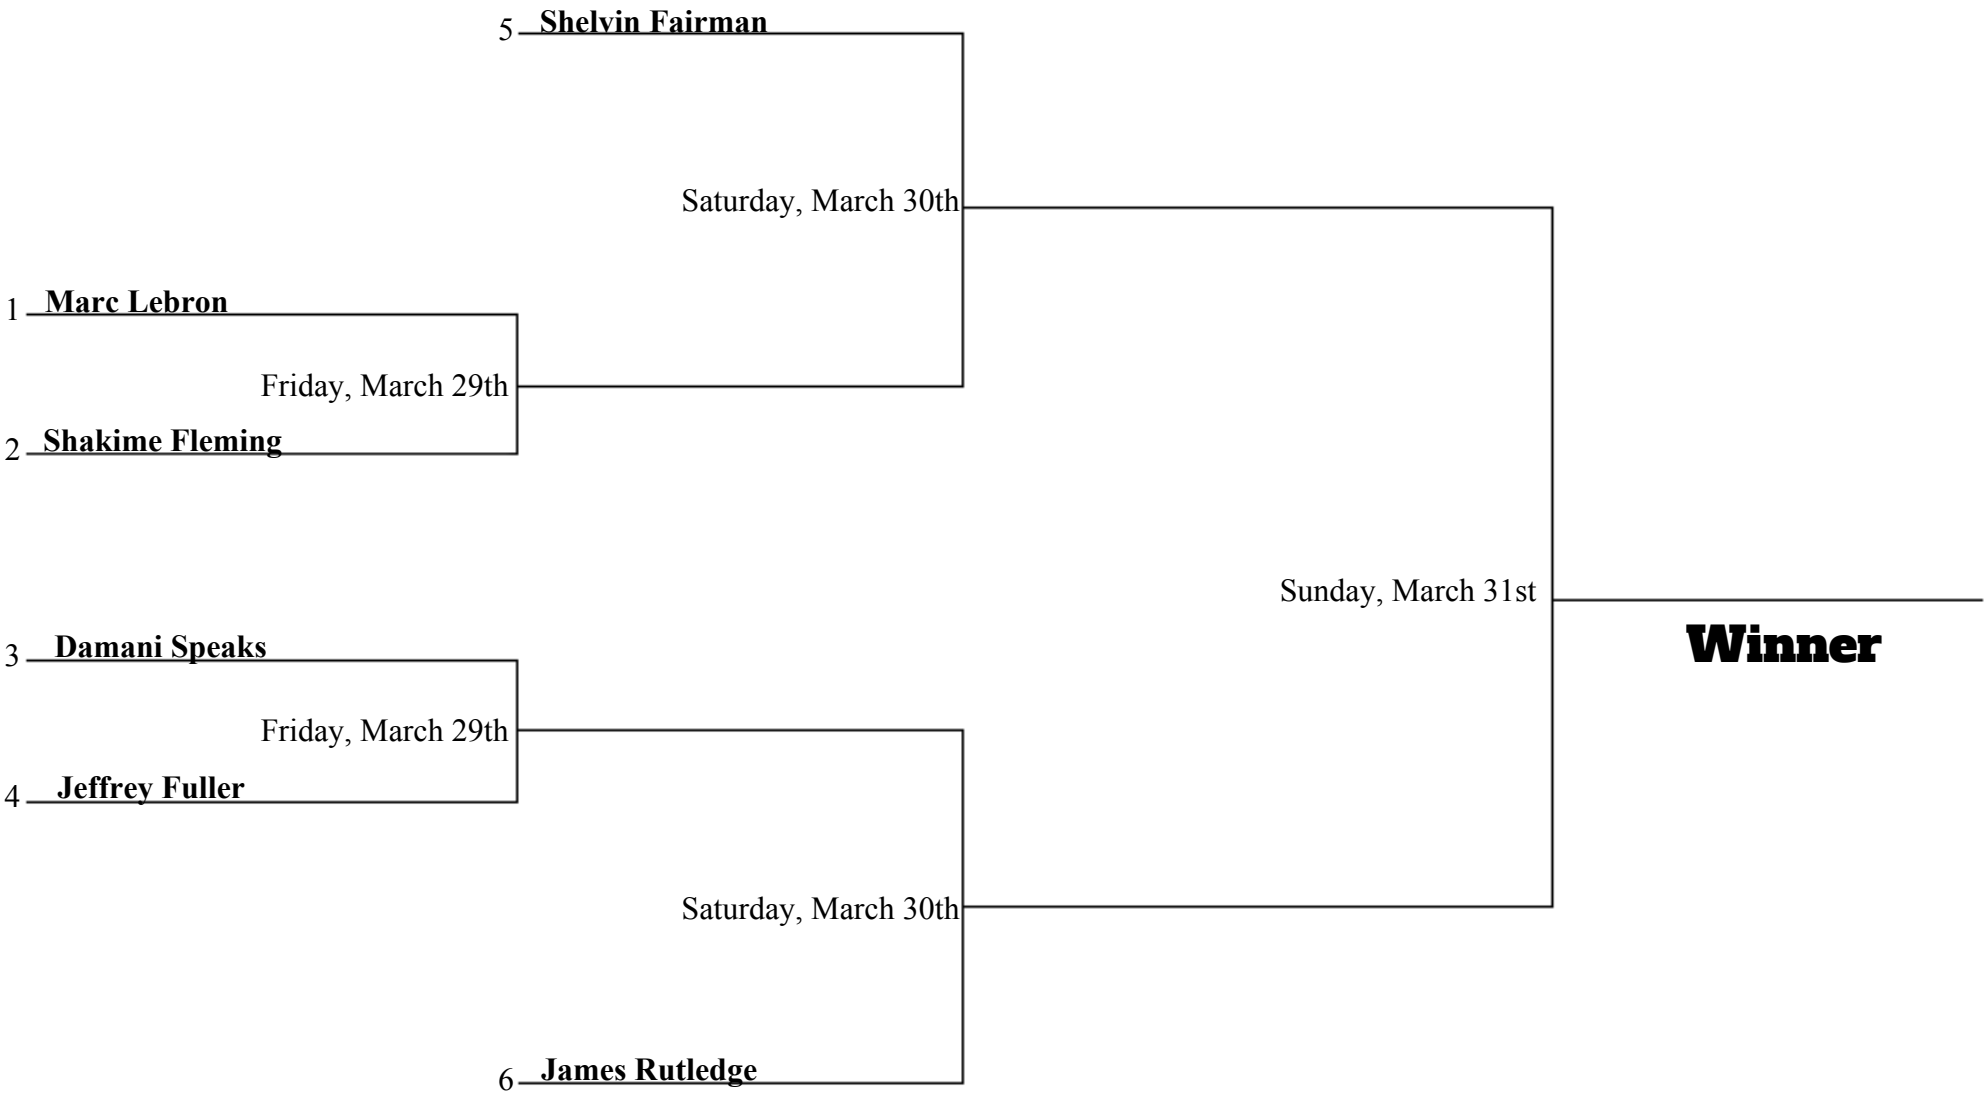 5 Shelvin Fairman
Saturday, March 30th
1 Marc Lebron
Friday, March 29th
2 Shakime Fleming
Sunday, March 31st
Winner
3 Damani Speaks
Friday, March 29th
4 Jeffrey Fuller
Saturday, March 30th
6 James Rutledge